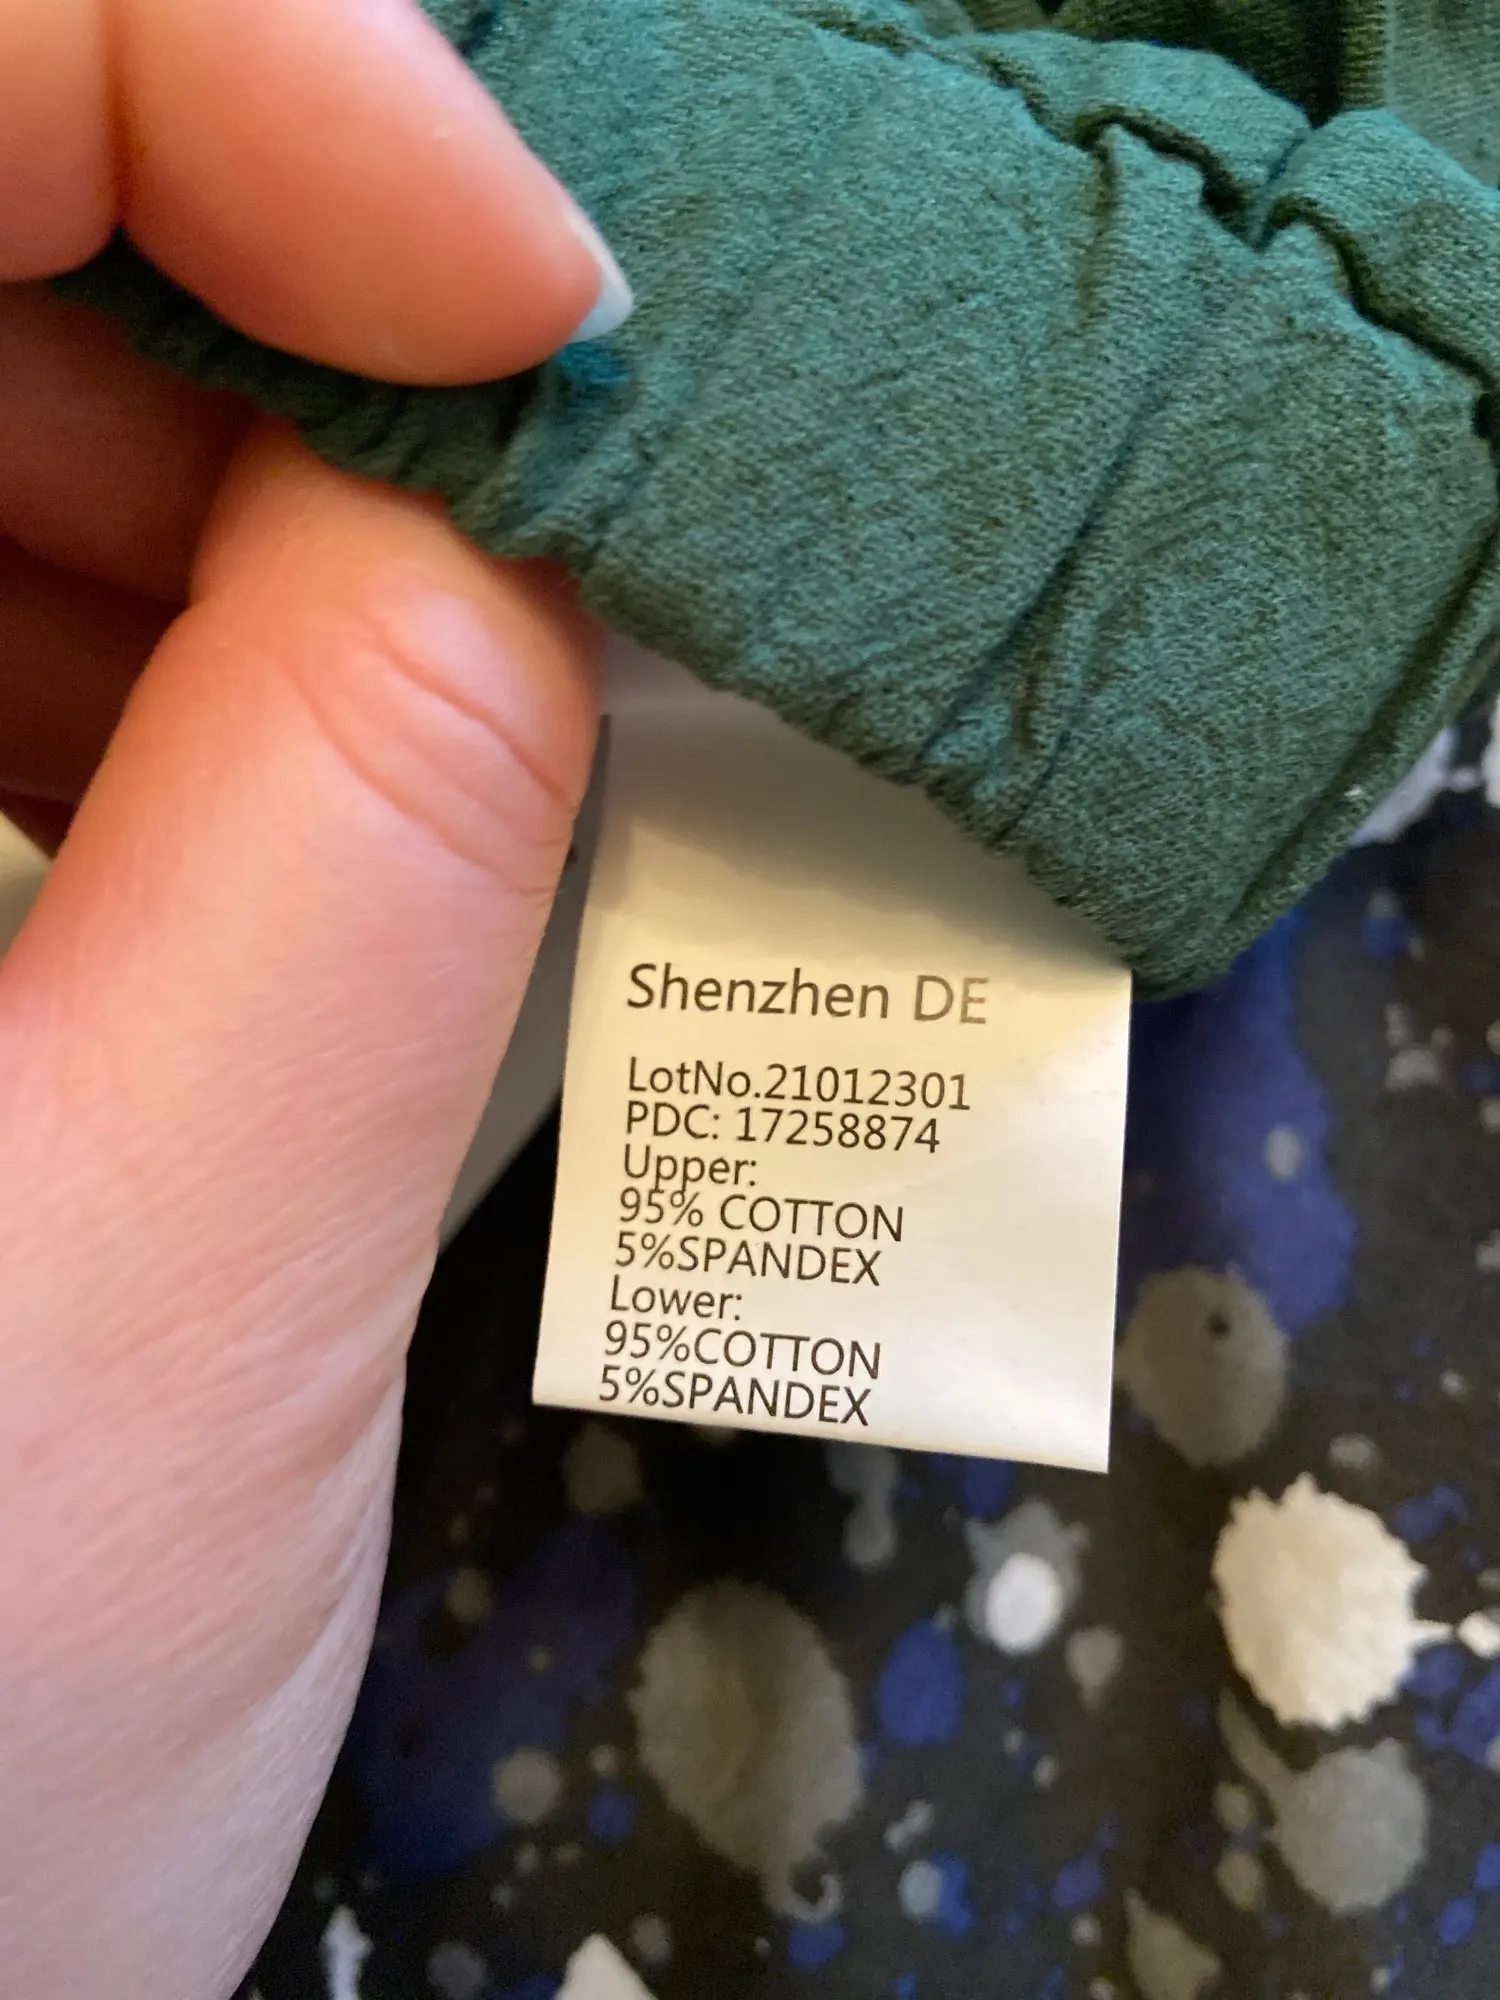 Shenzhen DE
LotNo.21012301
PDC: 17258874
Upper:
95% COTTON
5%SPANDEX
Lower:
95%COTTON
5%SPANDEX